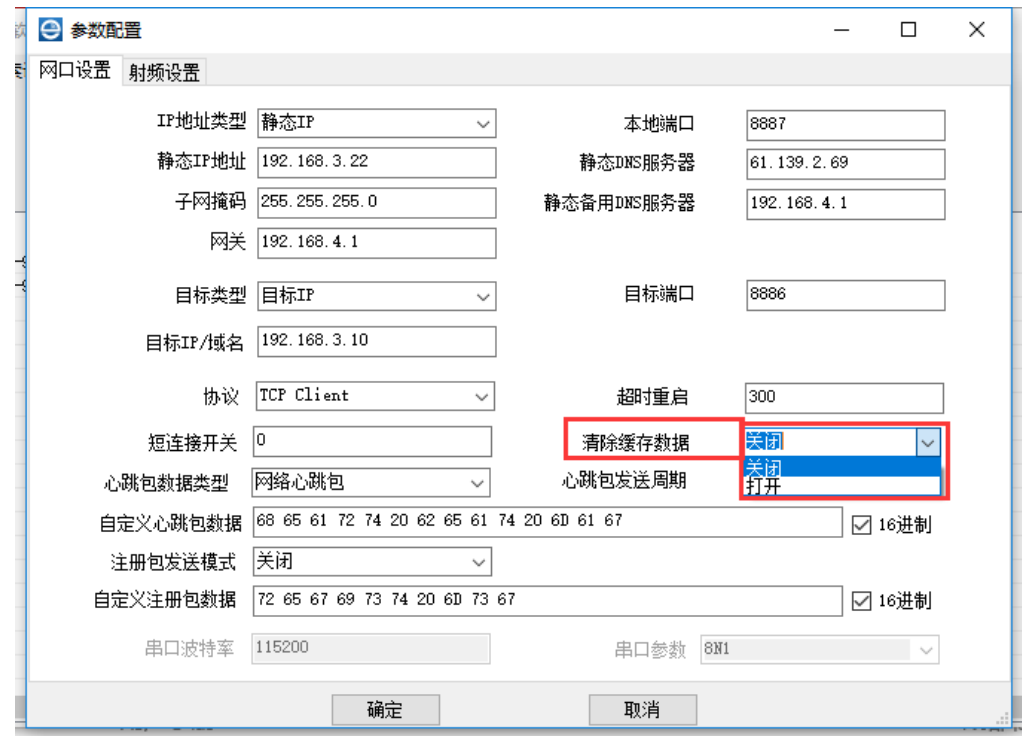 参数配置
网口设置 射频设置
IP地址类型 静态IP 本地端口 8887
静态IP地址 192.168.3.22 静态DNS服务器 61.139.2.69
子网掩码 255.255.255.0 静态备用DNS服务器 192.168.4.1
网关 192.168.4.1
目标类型 目标IP 目标端口 8886
目标IP/域名 192.168.3.10
协议 TCP Client 超时重启 300
短连接开关 0 清除缓存数据 关闭
关闭
心跳包数据类型 网络心跳包 心跳包发送周期 打开
自定义心跳包数据 68 65 61 72 74 20 62 65 61 74 20 6D 61 67 16进制
注册包发送模式 关闭
自定义注册包数据 72 65 67 69 73 74 20 6D 73 67 16进制
串口波特率 115200 串口参数 8N1
确定 取消